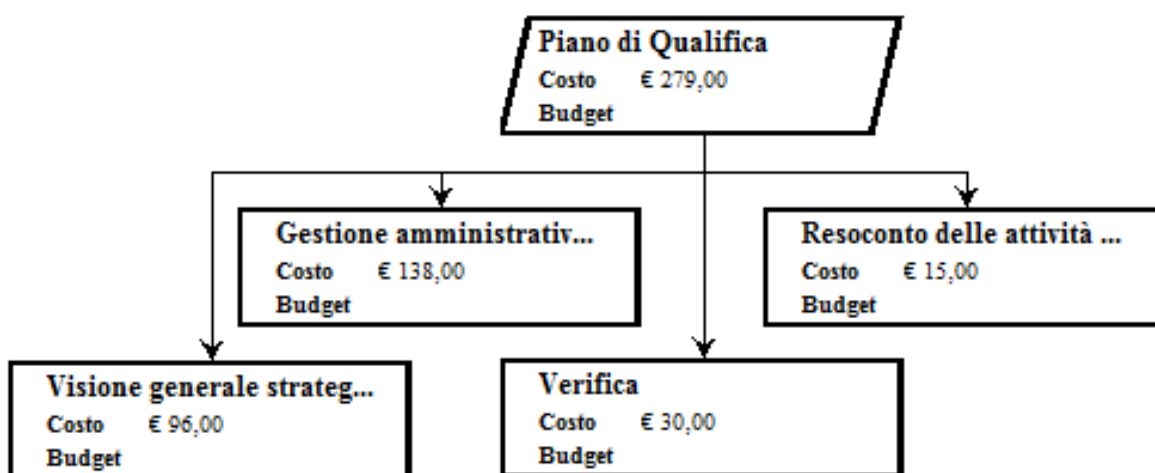 Piano di Qualifica
Costo € 279,00
Budget
Gestione amministrativ...
Costo € 138,00
Budget
Resoconto delle attività ...
Costo € 15,00
Budget
Visione generale strateg...
Costo € 96,00
Budget
Verifica
Costo € 30,00
Budget